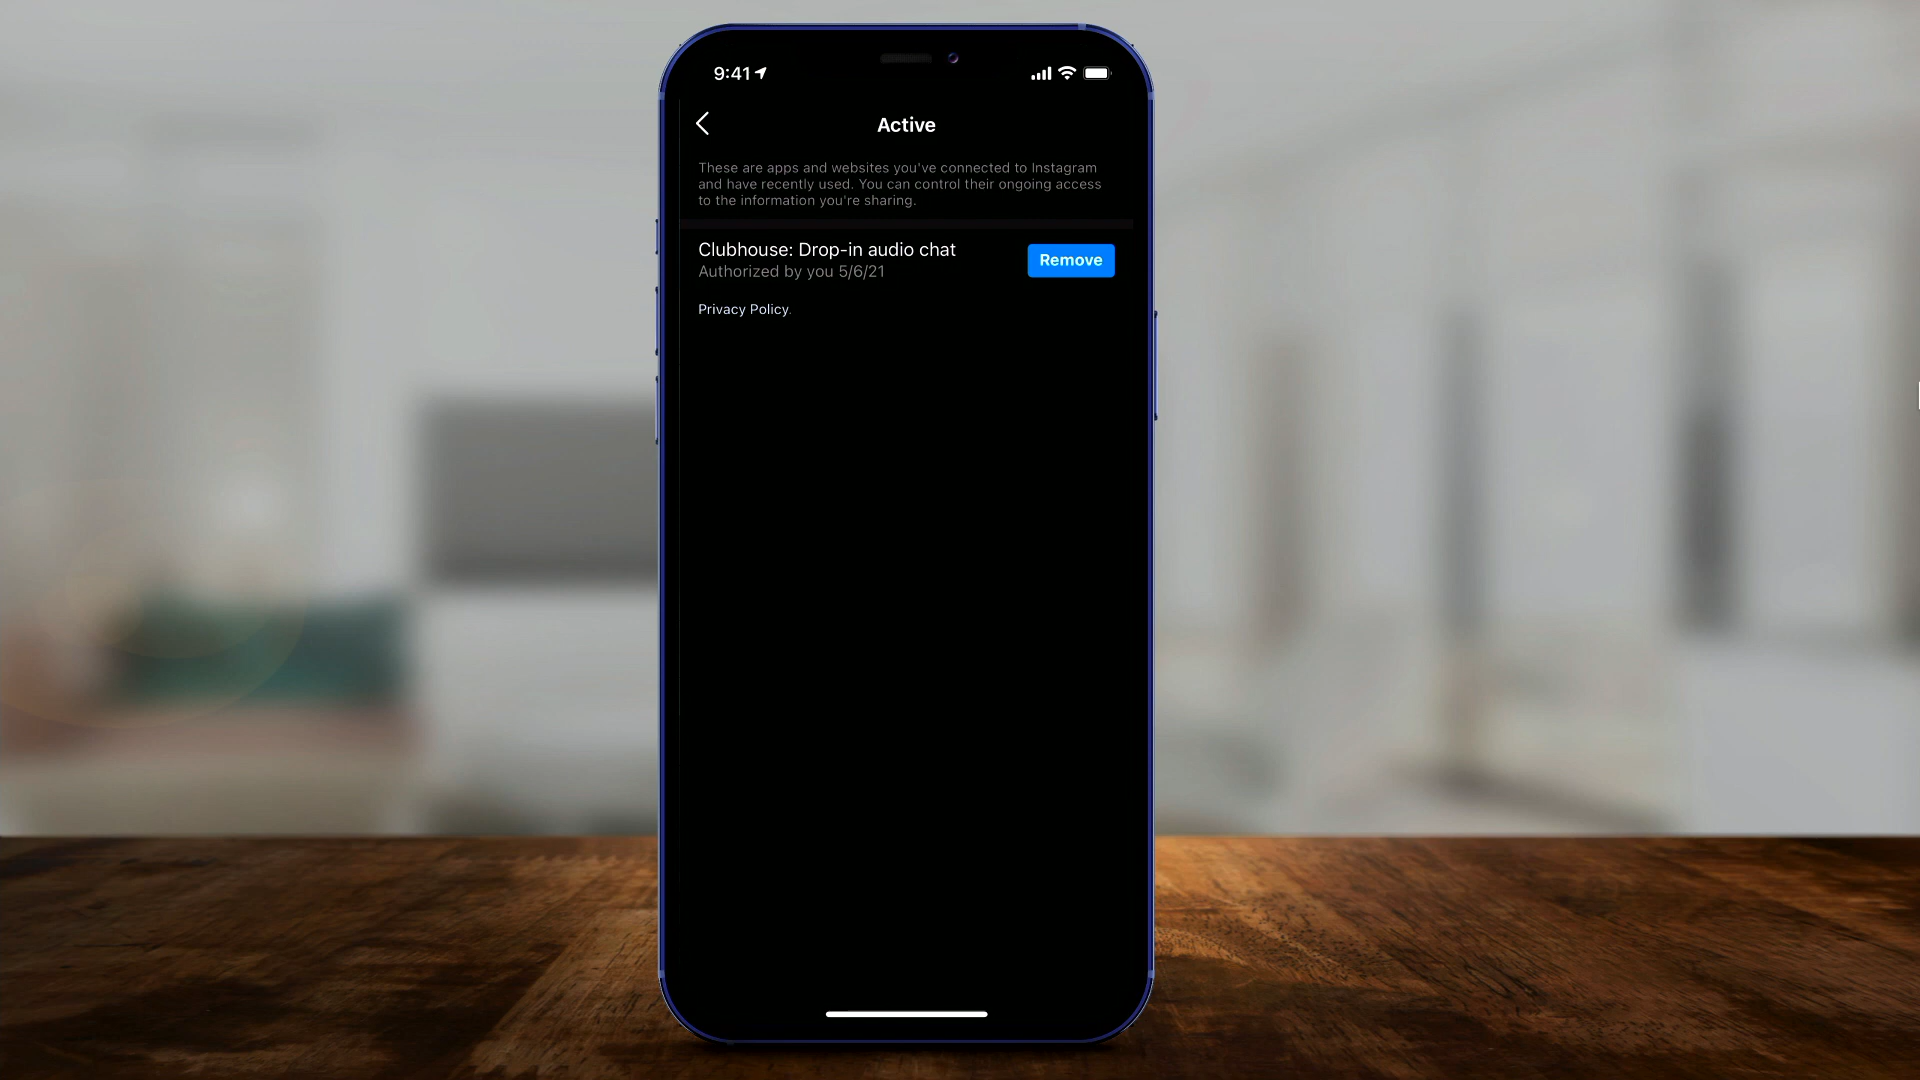 9:41
Active
These are apps and websites you've connected to Instagram
and have recently used. You can control their ongoing access
to the information you're sharing.
Clubhouse: Drop-in audio chat
Authorized by you 5/6/21
Remove
Privacy Policy.